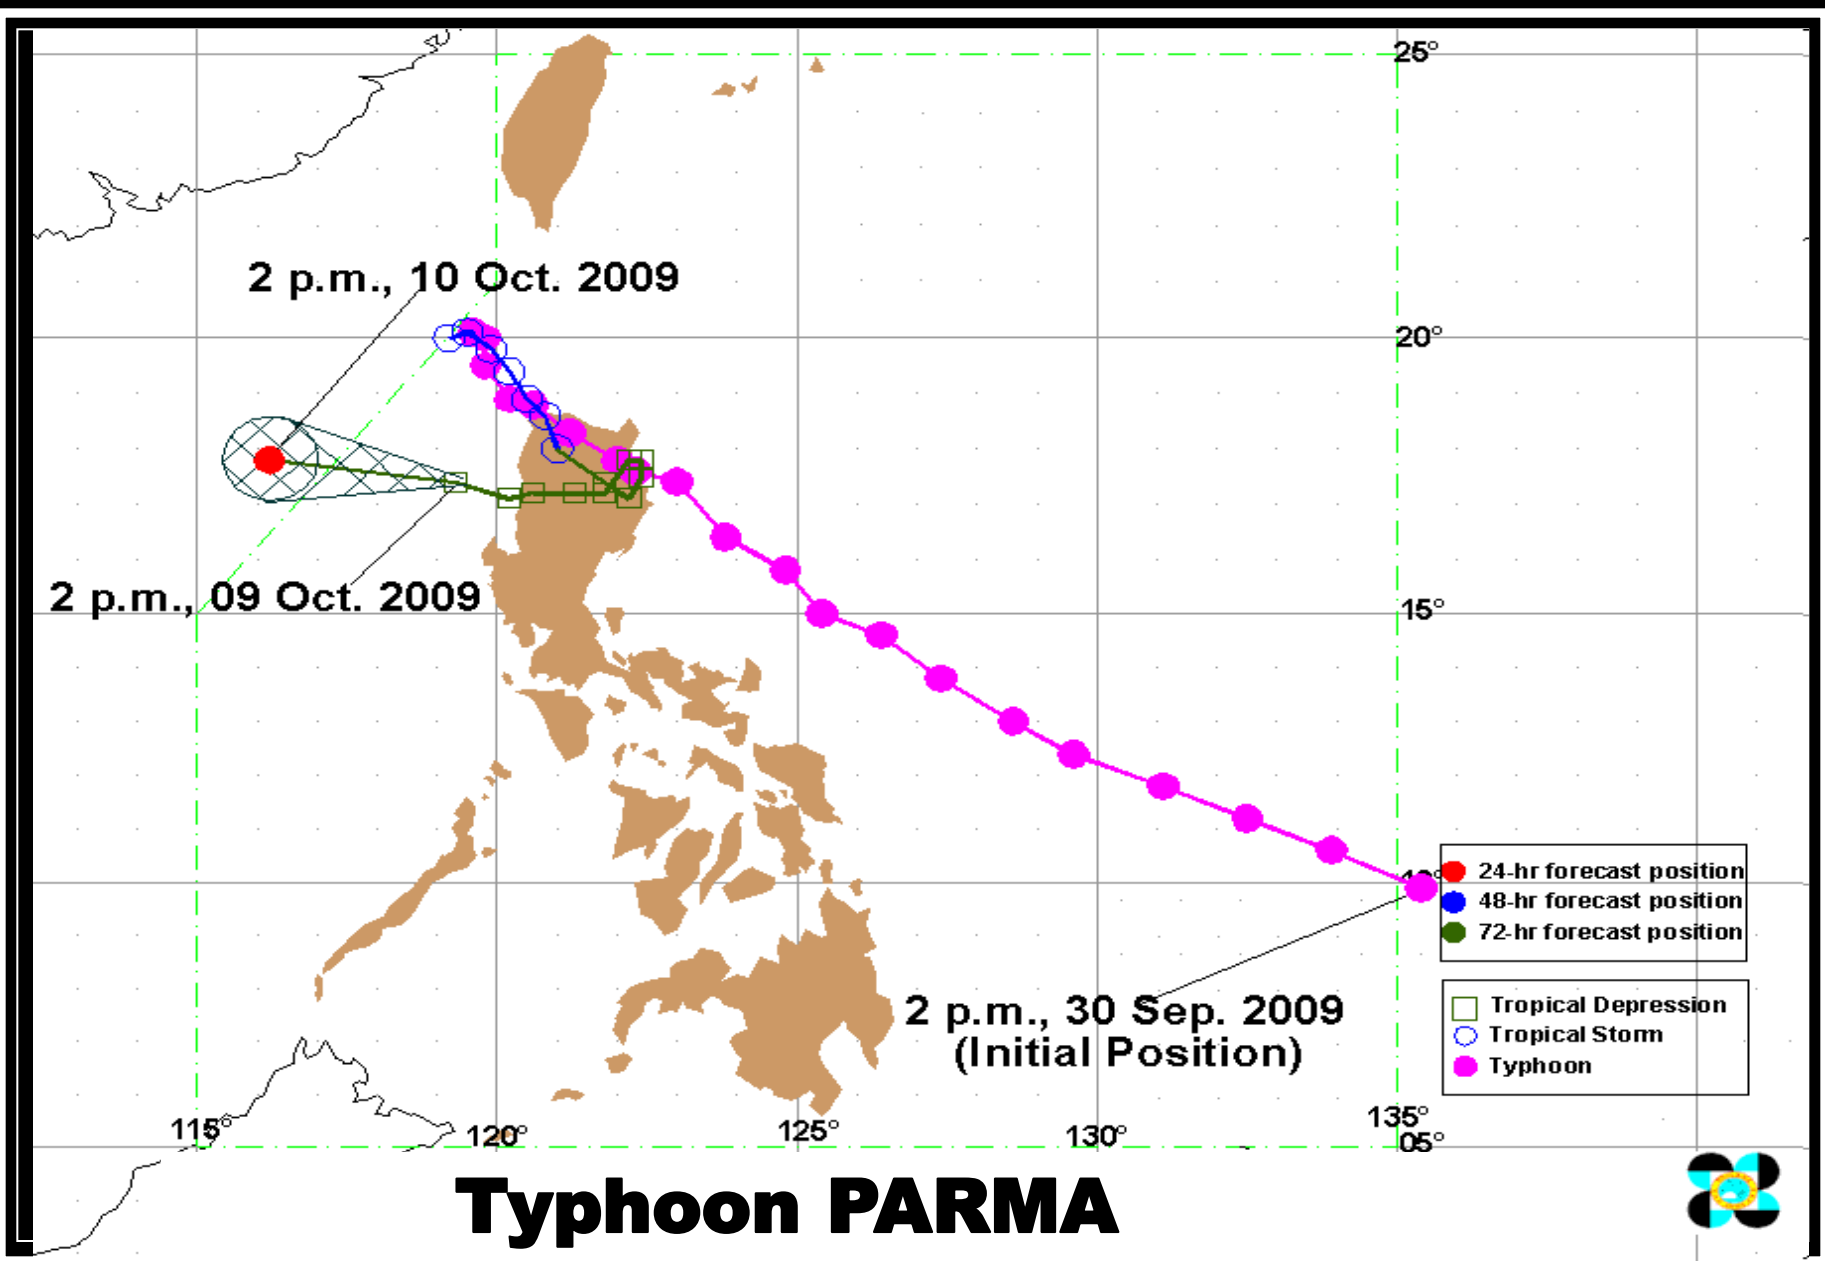 25°
2 p.m., 10 Oct. 2009
20°
2 p.m., 09 Oct. 2009
15°
10°
24-hr forecast position
48-hr forecast position
72-hr forecast position
2 p.m., 30 Sep. 2009
(Initial Position)
Tropical Depression
Tropical Storm
Typhoon
115°
120°
125°
130°
135°
05°
Typhoon PARMA